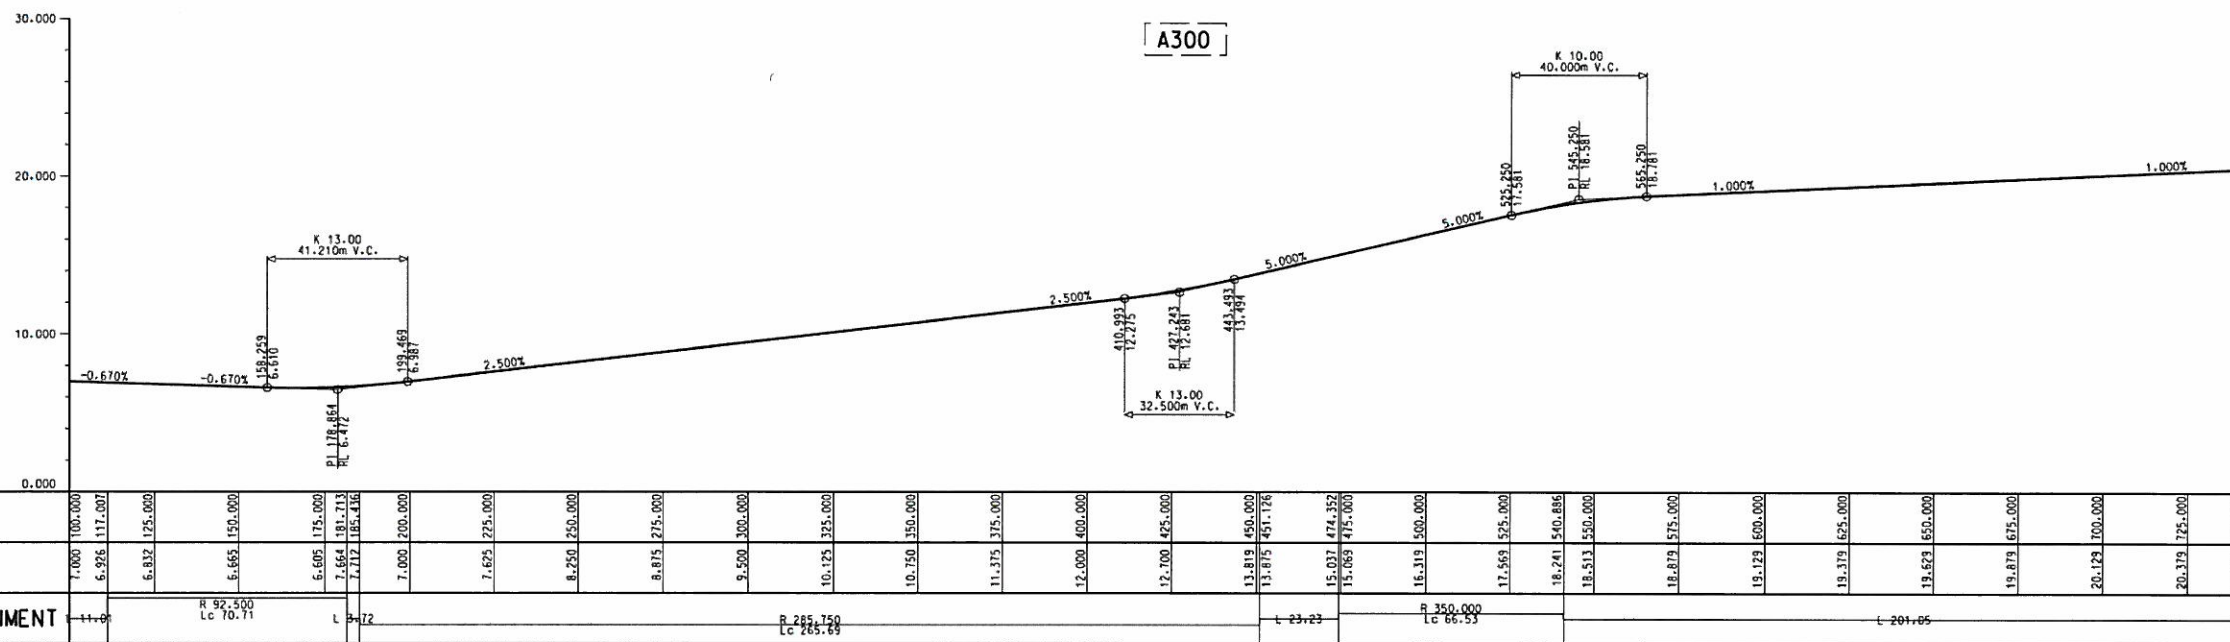 30.000
20.000
10.000
0.000
A300
K 13.00
41.210m V.C.
K 10.00
40.000m V.C.
K 13.00
32.500m V.C.
-0.670%
-0.670%
2.500%
2.500%
5.000%
5.000%
1.000%
1.000%
158.259
6.610
PI 178.864
RL 6.472
199.469
6.987
410.993
12.275
PI 427.243
RL 12.681
443.493
13.494
525.250
17.581
PI 545.250
RL 18.581
565.250
18.781
100.000 117.007 125.000 150.000 175.000 181.713 185.436 200.000 225.000 250.000 275.000 300.000 325.000 350.000 375.000 400.000 425.000 450.000 451.126 474.352 475.000 500.000 525.000 540.886 550.000 575.000 600.000 625.000 650.000 675.000 700.000 725.000
7.000 6.926 6.832 6.665 6.605 7.664 7.712 7.000 7.625 8.250 8.875 9.500 10.125 10.750 11.375 12.000 12.700 13.819 13.875 15.037 15.069 16.319 17.569 18.241 18.513 18.879 19.129 19.379 19.629 19.879 20.129 20.379
NMENT
R 92.500
Lc 70.71
L 3.72
R 285.750
Lc 265.69
L 23.23
R 350.000
Lc 66.53
L 201.05